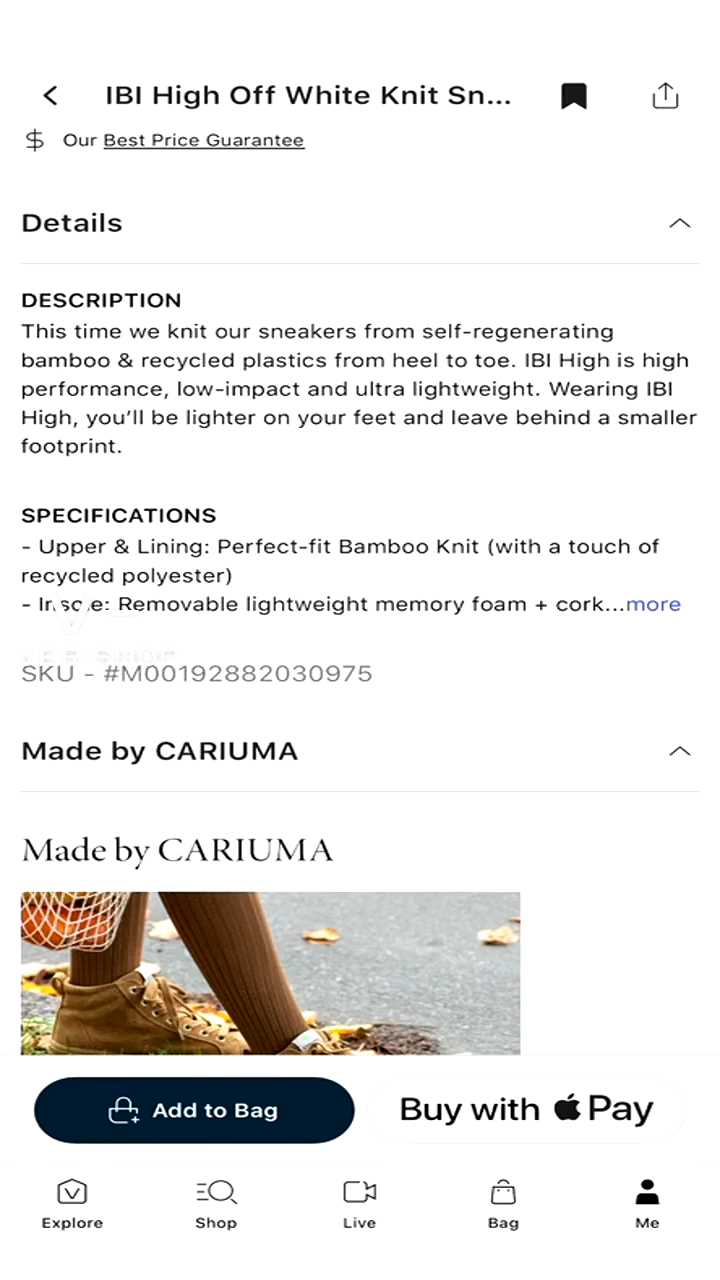 IBI High Off White Knit Sn...
Our Best Price Guarantee
Details
DESCRIPTION
This time we knit our sneakers from self-regenerating
bamboo & recycled plastics from heel to toe. IBI High is high
performance, low-impact and ultra lightweight. Wearing IBI
High, you’ll be lighter on your feet and leave behind a smaller
footprint.
SPECIFICATIONS
- Upper & Lining: Perfect-fit Bamboo Knit (with a touch of
recycled polyester)
- Insole: Removable lightweight memory foam + cork...more
SKU - #M00192882030975
Made by CARIUMA
Made by CARIUMA
Add to Bag
Buy with Pay
Explore
Shop
Live
Bag
Me